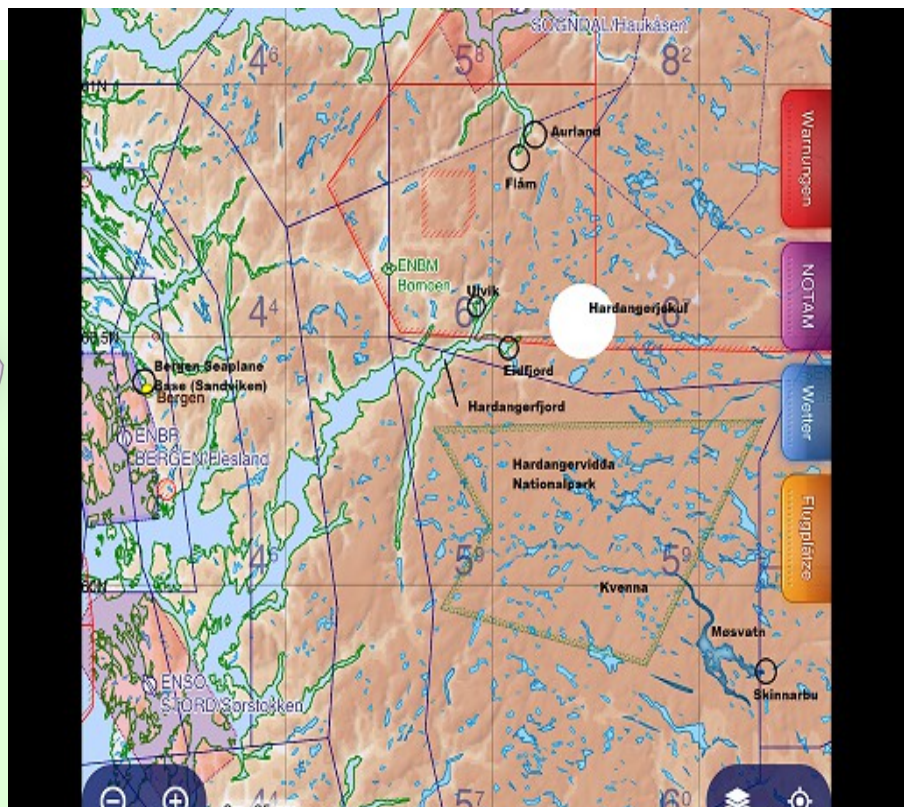 SOGNDAL/Haukåsen
4⁶
5⁸
8²
Aurland
Flåm
Warnungen
ENBM
Bømoen
Ulvik
NOTAM
4⁴
6
Hardangerjøkul
Bergen Seaplane
Base (Sandviken)
Bergen
Eidfjord
Wetter
Hardangerfjord
ENBR
BERGEN/Flesland
Hardangervidda
Nationalpark
Flugplätze
4⁶
5⁹
5⁹
Kvenna
Møsvatn
ENSO
STORD/Sørstokken
Skinnarbu
5⁷
6⁰